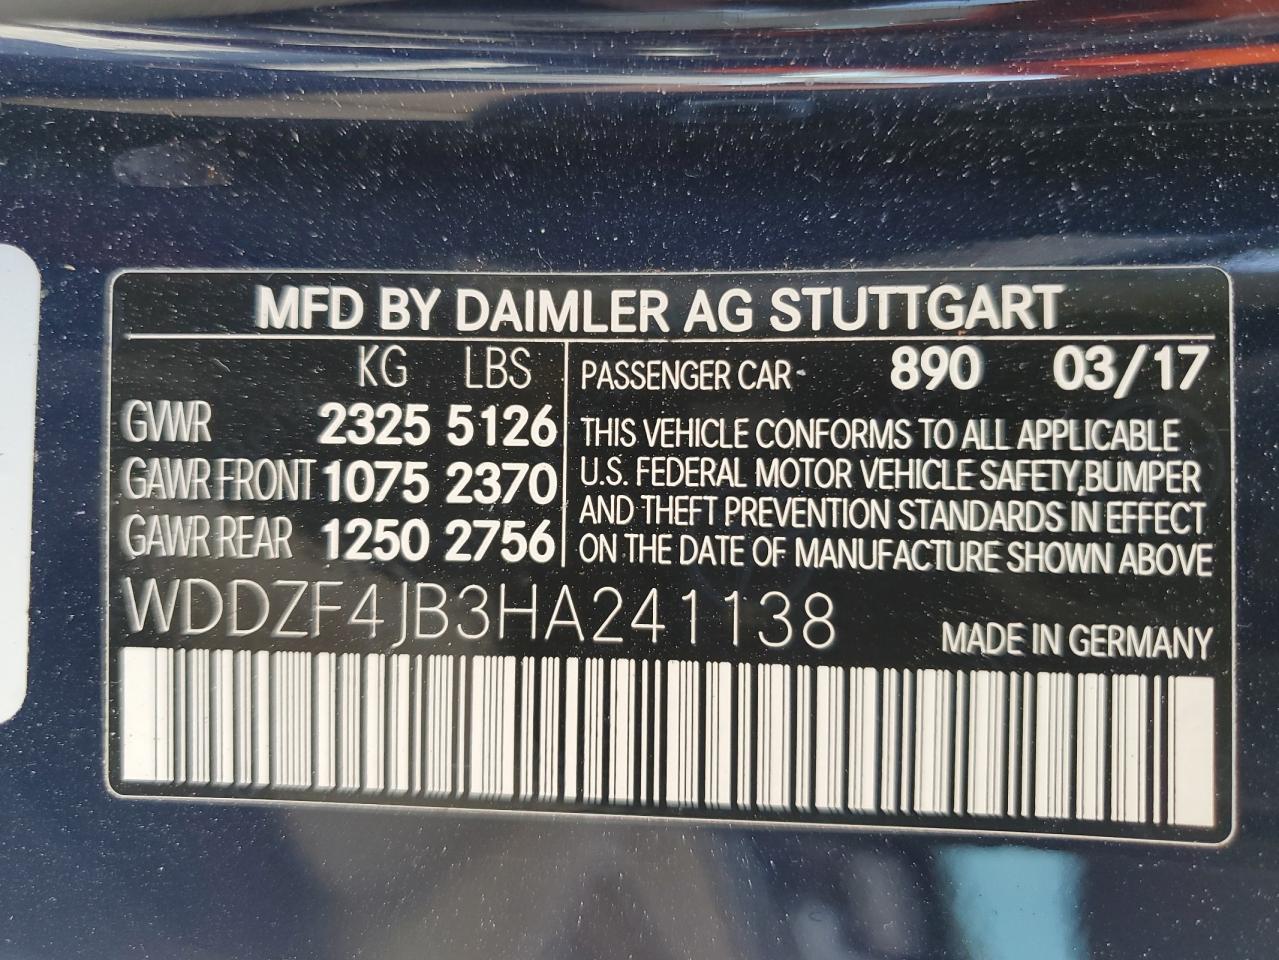 MFD BY DAIMLER AG STUTTGART
KG LBS
GVWR 2325 5126
GAWR FRONT 1075 2370
GAWR REAR 1250 2756
PASSENGER CAR 890 03/17
THIS VEHICLE CONFORMS TO ALL APPLICABLE
U.S. FEDERAL MOTOR VEHICLE SAFETY,BUMPER
AND THEFT PREVENTION STANDARDS IN EFFECT
ON THE DATE OF MANUFACTURE SHOWN ABOVE
WDDZF4JB3HA241138
MADE IN GERMANY